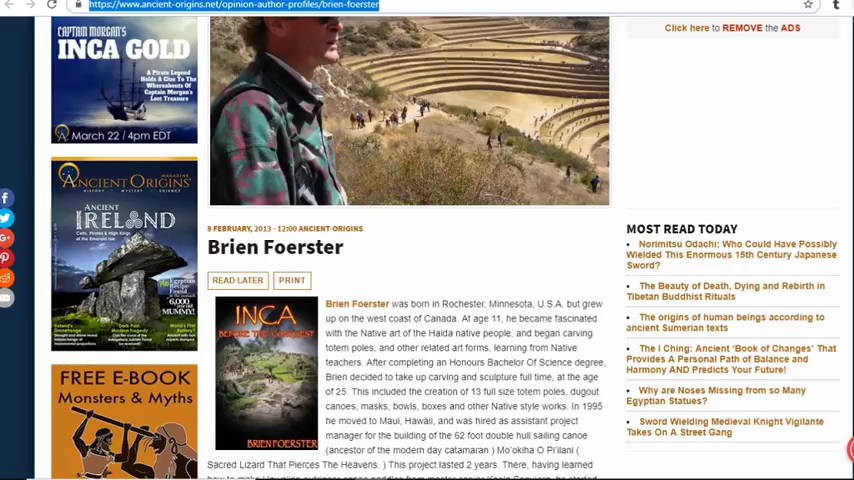 https://www.ancient-origins.net/opinion-author-profiles/brien-foerster
CAPTAIN MORGAN'S
INCA GOLD
A Pirate Legend
Holds A Clue To The
Whereabouts Of
Captain Morgan's
Lost Treasure
March 22 / 4pm EDT
Click here to REMOVE the ADS
MAGAZINE
ANCIENT ORIGINS
HISTORY MYSTERY SCIENCE
ANCIENT
IRELAND
8 FEBRUARY, 2013 - 12:00 ANCIENT-ORIGINS
Brien Foerster
READ LATER
PRINT
INCA
BEFORE THE CONQUEST
BRIEN FOERSTER
Brien Foerster was born in Rochester, Minnesota, U.S.A. but grew
up on the west coast of Canada. At age 11, he became fascinated
with the Native art of the Haida native people, and began carving
totem poles, and other related art forms, learning from Native
teachers. After completing an Honours Bachelor Of Science degree,
Brien decided to take up carving and sculpture full time, at the age
of 25. This included the creation of 13 full size totem poles, dugout
canoes, masks, bowls, boxes and other Native style works. In 1995
he moved to Maui, Hawaii, and was hired as assistant project
manager for the building of the 62 foot double hull sailing canoe
(ancestor of the modern day catamaran ) Mo'okiha O Pi'ilani (
Sacred Lizard That Pierces The Heavens. ) This project lasted 2 years. There, having learned
FREE E-BOOK
Monsters & Myths
MOST READ TODAY
Norimitsu Odachi: Who Could Have Possibly
Wielded This Enormous 15th Century Japanese
Sword?
The Beauty of Death, Dying and Rebirth in
Tibetan Buddhist Rituals
The origins of human beings according to
ancient Sumerian texts
The I Ching: Ancient 'Book of Changes' That
Provides A Personal Path of Balance and
Harmony AND Predicts Your Future!
Why are Noses Missing from so Many
Egyptian Statues?
Sword Wielding Medieval Knight Vigilante
Takes On A Street Gang